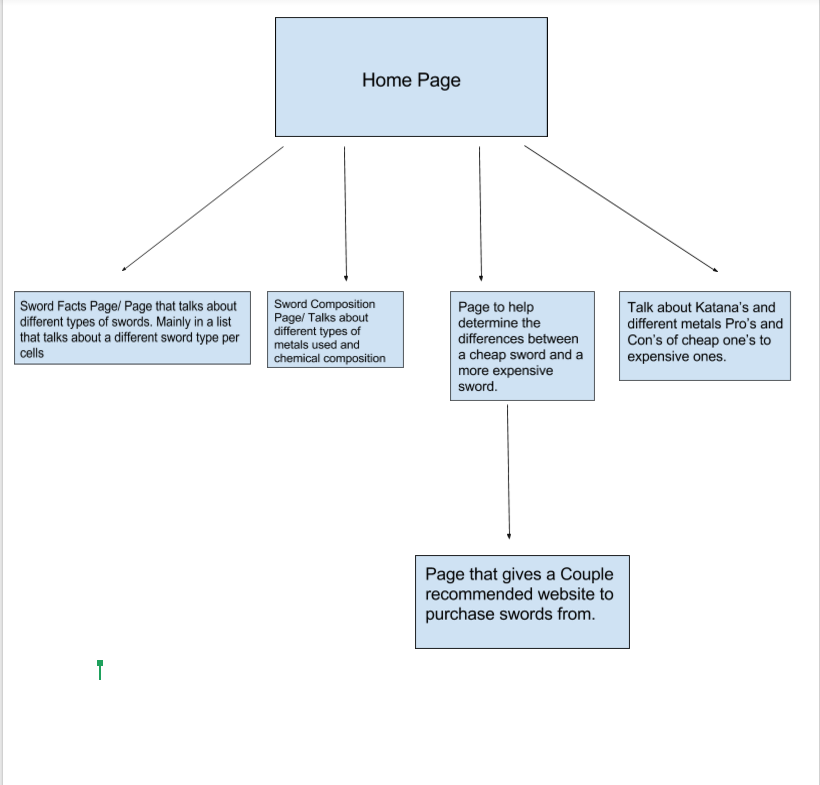 Home Page
Sword Facts Page/ Page that talks about
different types of swords. Mainly in a list
that talks about a different sword type per
cells
Sword Composition
Page/ Talks about
different types of
metals used and
chemical composition
Page to help
determine the
differences between
a cheap sword and a
more expensive
sword.
Talk about Katana's and
different metals Pro's and
Con's of cheap one's to
expensive ones.
Page that gives a Couple
recommended website to
purchase swords from.